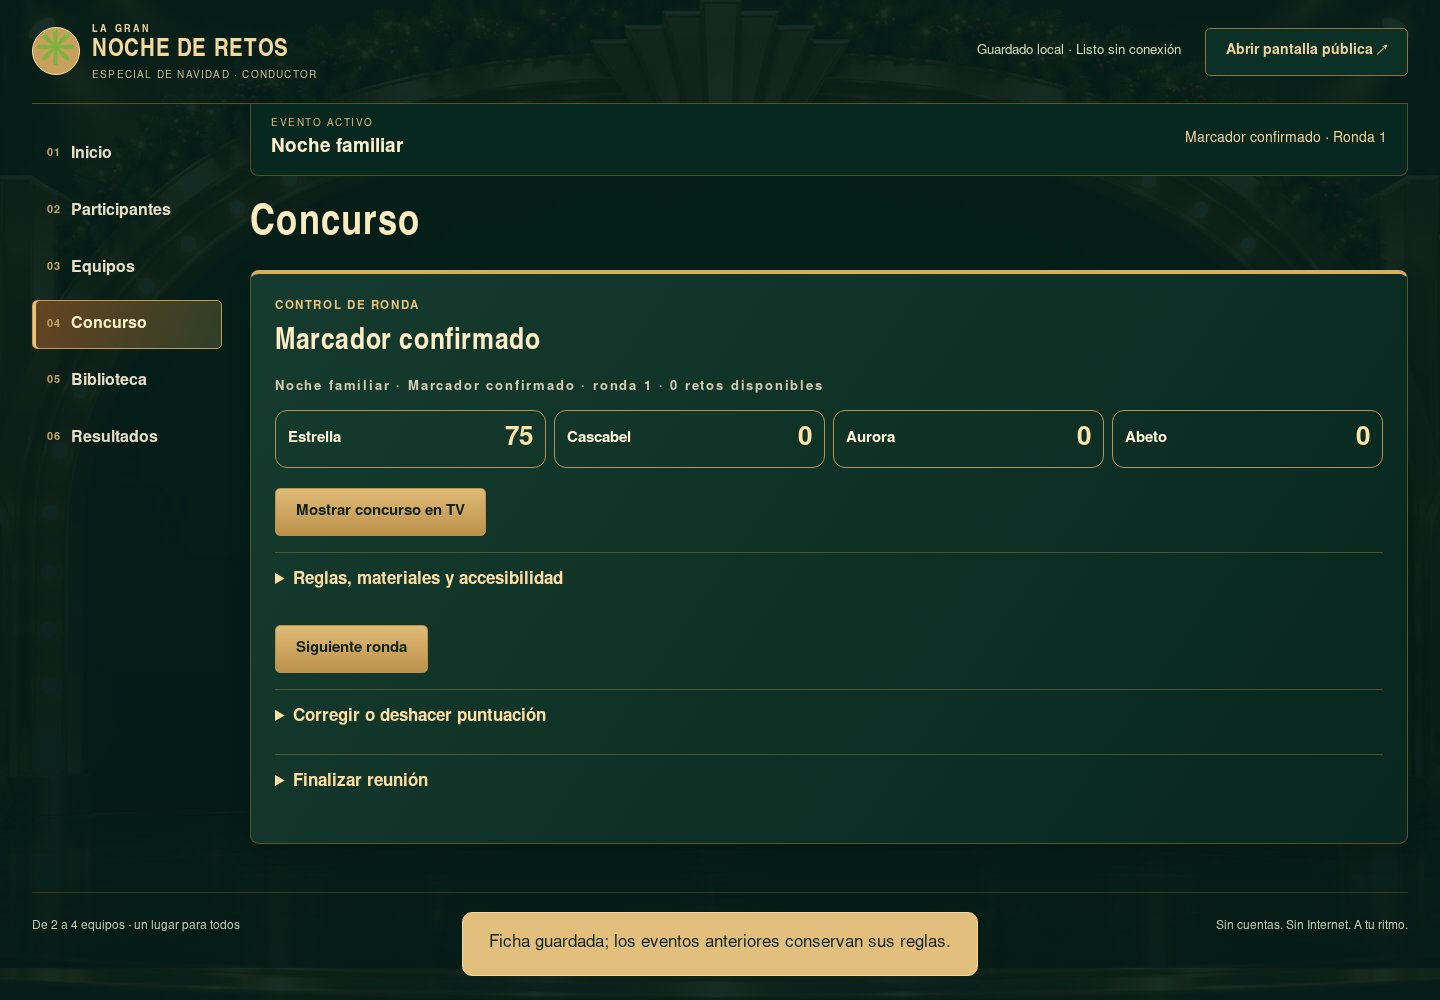 LA GRAN
NOCHE DE RETOS
ESPECIAL DE NAVIDAD · CONDUCTOR
Guardado local · Listo sin conexión
Abrir pantalla pública ↗
01 Inicio
02 Participantes
03 Equipos
04 Concurso
05 Biblioteca
06 Resultados
EVENTO ACTIVO
Noche familiar
Marcador confirmado · Ronda 1
Concurso
CONTROL DE RONDA
Marcador confirmado
Noche familiar · Marcador confirmado · ronda 1 · 0 retos disponibles
Estrella 75
Cascabel 0
Aurora 0
Abeto 0
Mostrar concurso en TV
▶ Reglas, materiales y accesibilidad
Siguiente ronda
▶ Corregir o deshacer puntuación
▶ Finalizar reunión
De 2 a 4 equipos · un lugar para todos
Ficha guardada; los eventos anteriores conservan sus reglas.
Sin cuentas. Sin Internet. A tu ritmo.